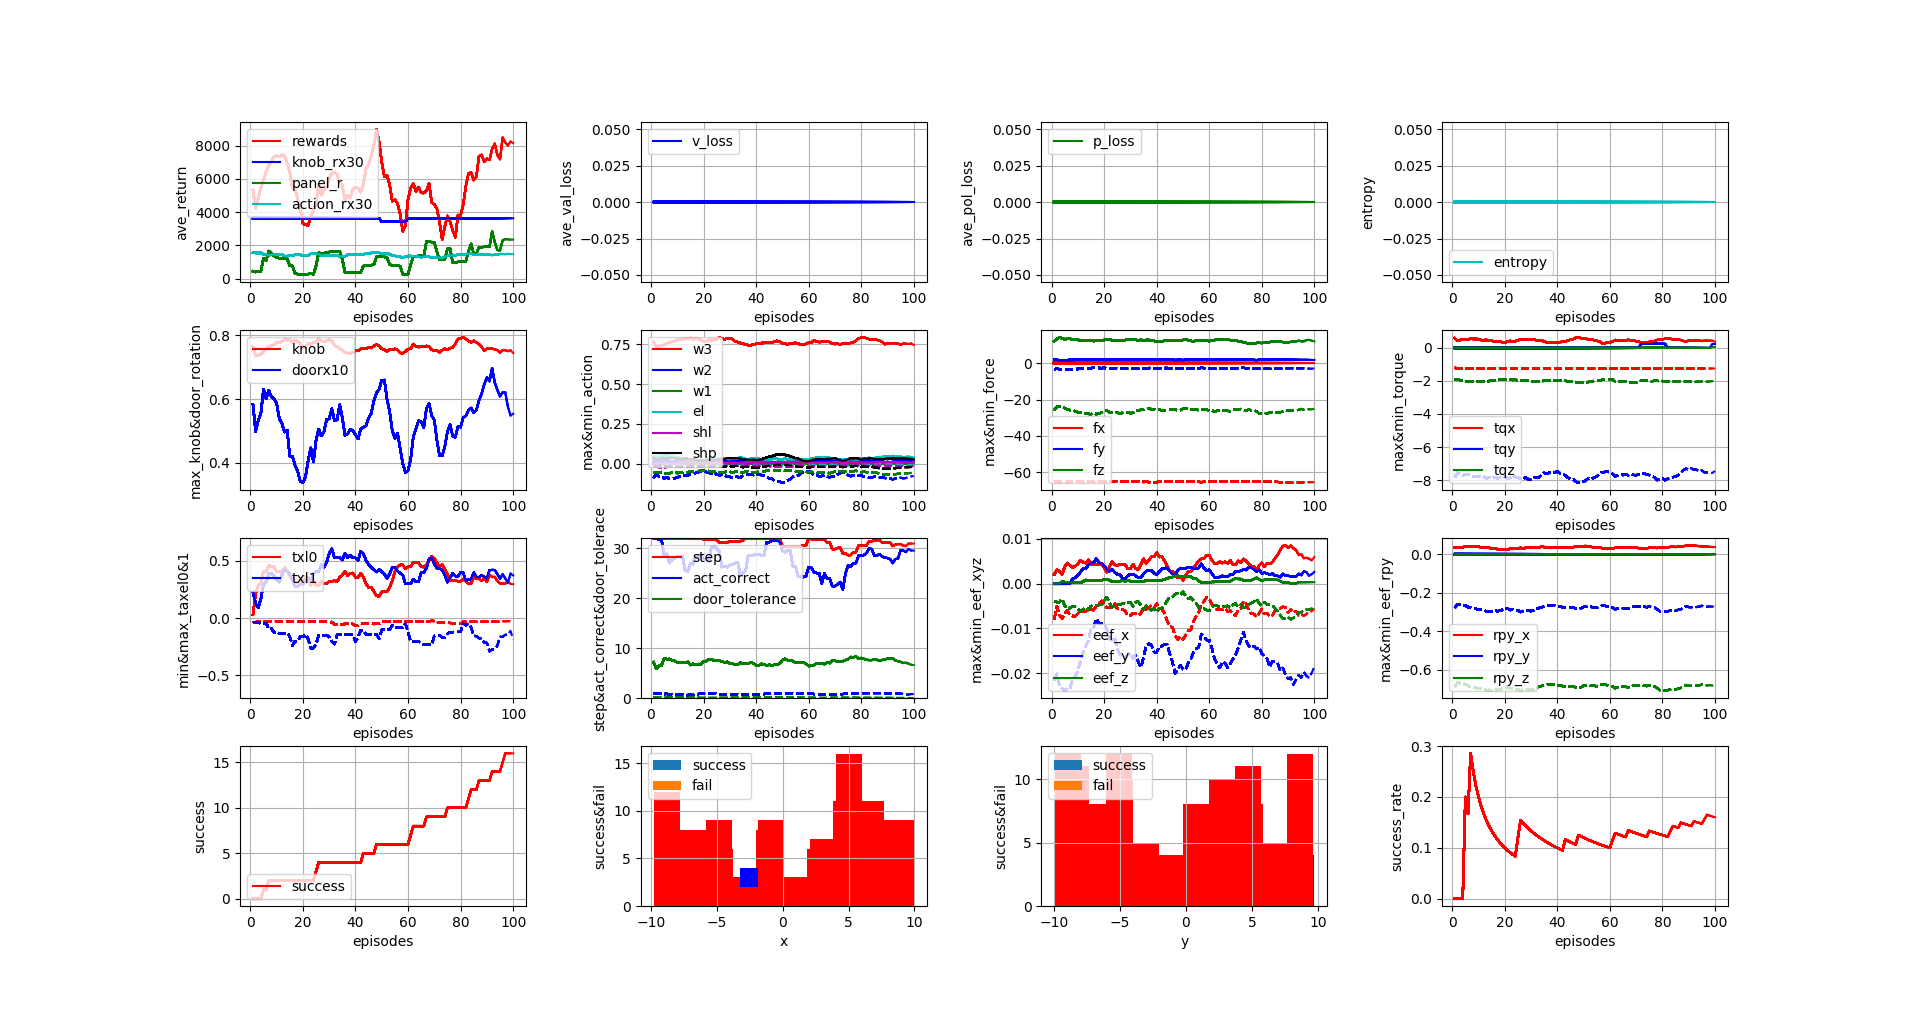 ave_return
8000
6000
4000
2000
0
rewards
knob_rx30
panel_r
action_rx30
0 20 40 60 80 100
episodes
ave_val_loss
0.050
0.025
0.000
−0.025
−0.050
v_loss
0 20 40 60 80 100
episodes
ave_pol_loss
0.050
0.025
0.000
−0.025
−0.050
p_loss
0 20 40 60 80 100
episodes
entropy
0.050
0.025
0.000
−0.025
−0.050
entropy
0 20 40 60 80 100
episodes
max_knob&door_rotation
0.8
0.6
0.4
knob
doorx10
0 20 40 60 80 100
episodes
max&min_action
0.75
0.50
0.25
0.00
w3
w2
w1
el
shl
shp
0 20 40 60 80 100
episodes
max&min_force
0
−20
−40
−60
fx
fy
fz
0 20 40 60 80 100
episodes
max&min_torque
0
−2
−4
−6
−8
tqx
tqy
tqz
0 20 40 60 80 100
episodes
min&max_taxel0&1
0.5
0.0
−0.5
txl0
txl1
0 20 40 60 80 100
episodes
step&act_correct&door_tolerace
30
20
10
0
step
act_correct
door_tolerance
0 20 40 60 80 100
episodes
max&min_eef_xyz
0.01
0.00
−0.01
−0.02
eef_x
eef_y
eef_z
0 20 40 60 80 100
episodes
max&min_eef_rpy
0.0
−0.2
−0.4
−0.6
rpy_x
rpy_y
rpy_z
0 20 40 60 80 100
episodes
success
15
10
5
0
success
0 20 40 60 80 100
episodes
success&fail
15
10
5
0
success
fail
−10 −5 0 5 10
x
success&fail
10
5
0
success
fail
−10 −5 0 5 10
y
success_rate
0.3
0.2
0.1
0.0
0 20 40 60 80 100
episodes